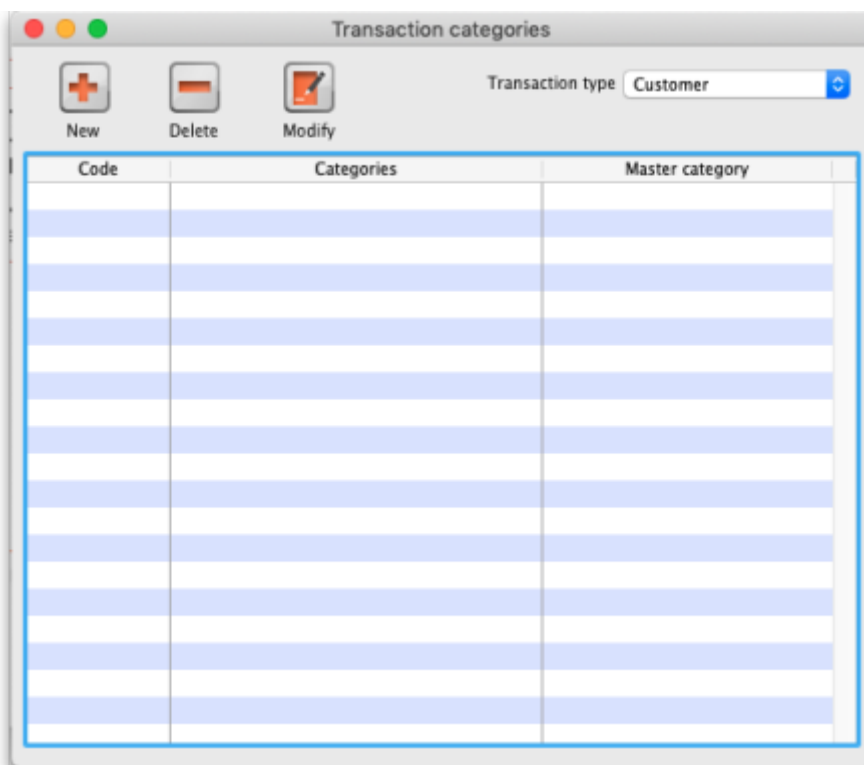 Transaction categories
Transaction type Customer
New Delete Modify
Code Categories Master category